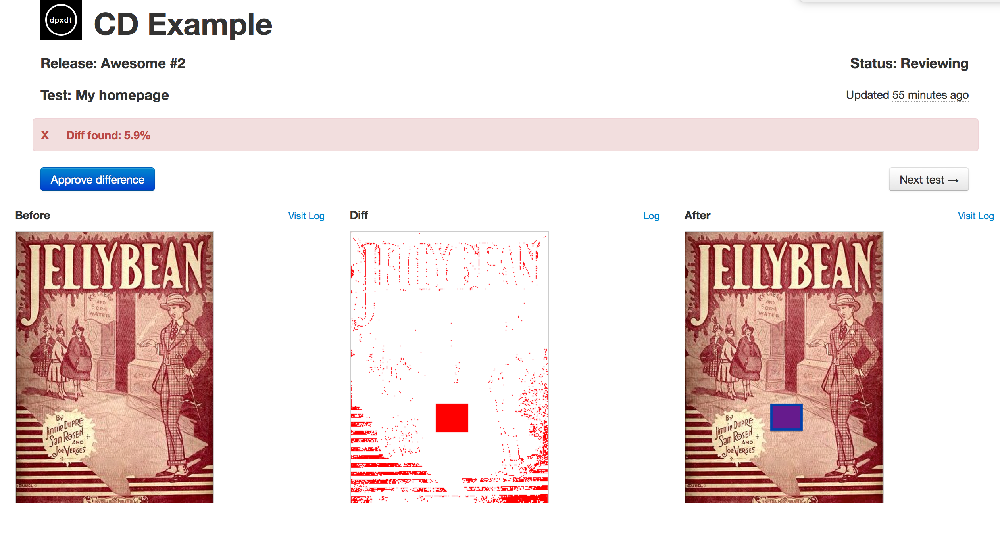 dpxdt
CD Example
Release: Awesome #2
Status: Reviewing
Test: My homepage
Updated 55 minutes ago
X Diff found: 5.9%
Approve difference
Next test →
Before
Visit Log
Diff
Log
After
Visit Log
JELLYBEAN
ICE CREAM
AND
SODA
WATER
BY
Jimmie DUPRE
Sam ROSEN
AND
Joe VERGES
JELLYBEAN
ICE CREAM
AND
SODA
WATER
BY
Jimmie DUPRE
Sam ROSEN
AND
Joe VERGES